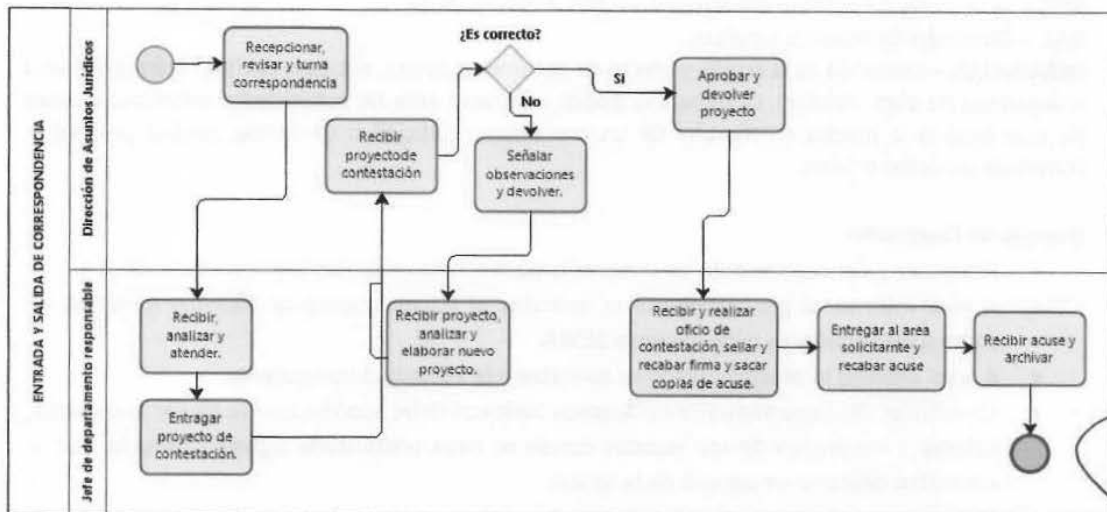 ENTRADA Y SALDA DE CORRESPONDENCIA
Dirección de Asuntos Jurídicos
Recepcionar,
revisar y turna
correspondencia
Recibir
proyectode
contestación
¿Es correcto?
Si
No
Señalar
observaciones
y devolver.
Aprobar y
devolver
proyecto
Jefe de departamento responsable
Recibir,
analizar y
atender.
Entragar
proyecto de
contestación.
Recibir proyecto,
analizar y
elaborar nuevo
proyecto.
Recibir y realizar
oficio de
contestación, sellar y
recabar firma y sacar
copias de acuse.
Entregar al area
solicitante y
recabar acuse
Recibir acuse y
archivar